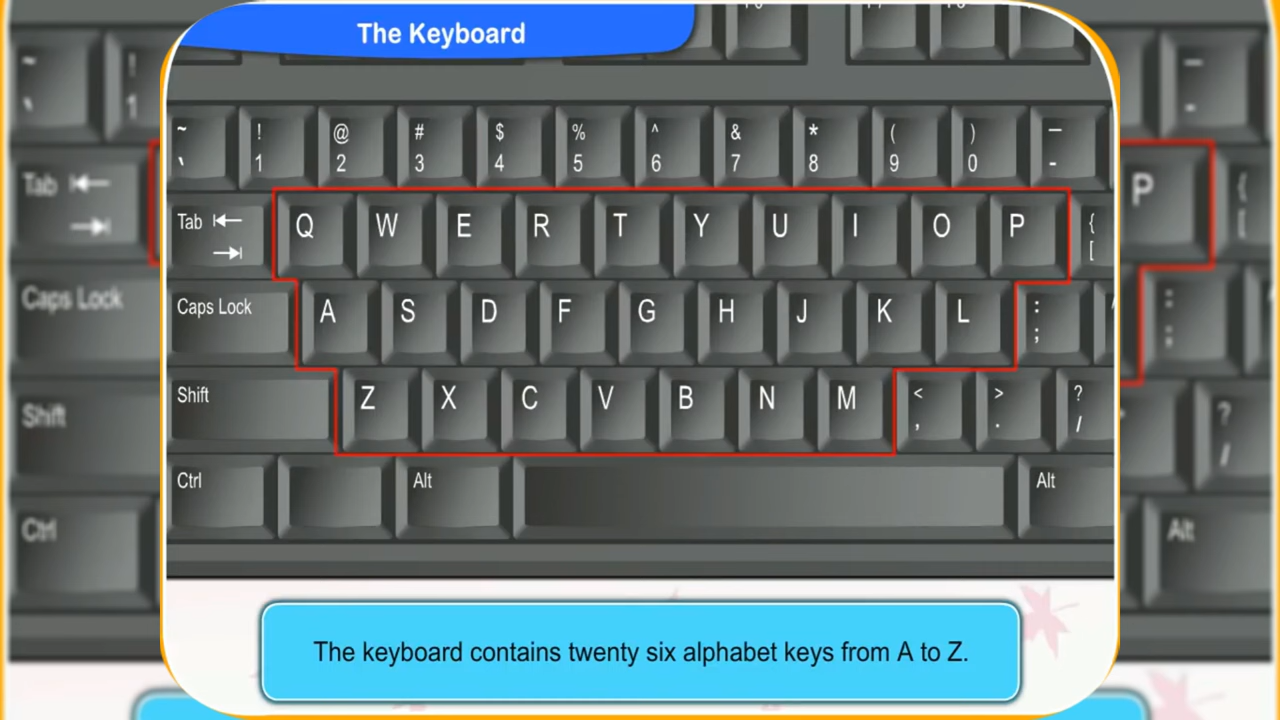 The Keyboard
~ ! @ # $ % ^ & * ( ) —
` 1 2 3 4 5 6 7 8 9 0 -
Tab Q W E R T Y U I O P {
[
Caps Lock A S D F G H J K L :
;
Shift Z X C V B N M < > ?
, . /
Ctrl Alt Alt
The keyboard contains twenty six alphabet keys from A to Z.